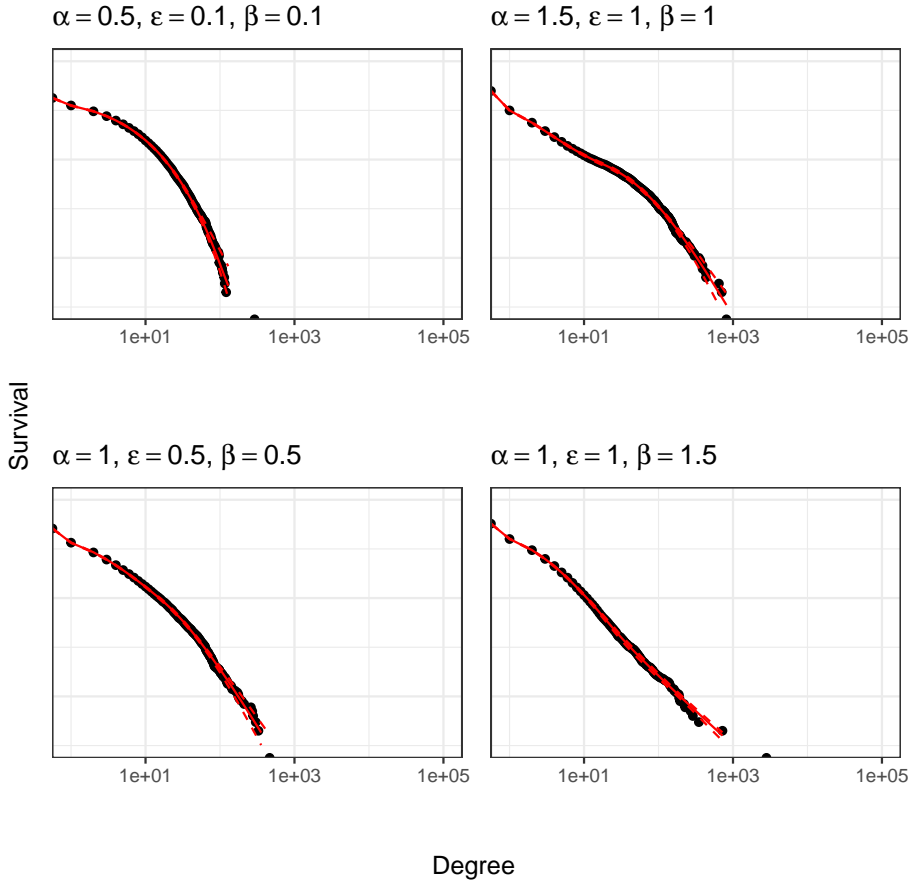 α = 0.5, ε = 0.1, β = 0.1
α = 1.5, ε = 1, β = 1
1e+01 1e+03 1e+05
1e+01 1e+03 1e+05
Survival
α = 1, ε = 0.5, β = 0.5
α = 1, ε = 1, β = 1.5
1e+01 1e+03 1e+05
1e+01 1e+03 1e+05
Degree